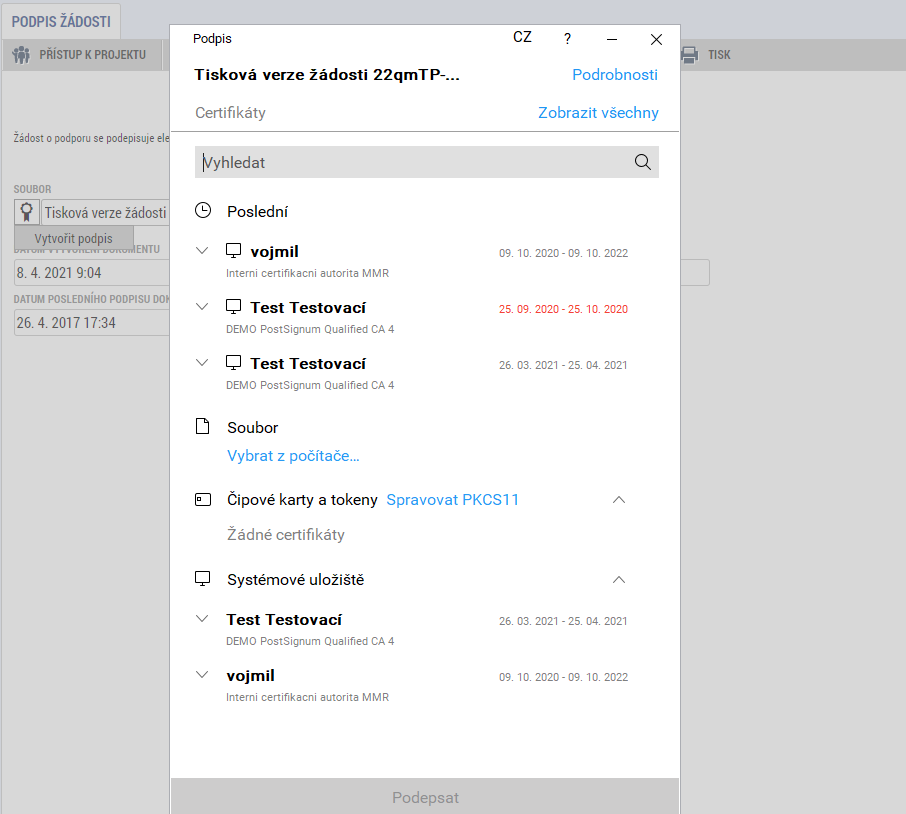 PODPIS ŽÁDOSTI
PŘÍSTUP K PROJEKTU
TISK
Žádost o podporu se podepisuje ele
SOUBOR
Tisková verze žádosti
Vytvořit podpis
DATUM VYTVOŘENÍ DOKUMENTU
8. 4. 2021 9:04
DATUM POSLEDNÍHO PODPISU DOK
26. 4. 2017 17:34
Podpis
CZ
?
Tisková verze žádosti 22qmTP-...
Podrobnosti
Certifikáty
Zobrazit všechny
Vyhledat
Poslední
vojmil
09. 10. 2020 - 09. 10. 2022
Interni certifikacni autorita MMR
Test Testovací
25. 09. 2020 - 25. 10. 2020
DEMO PostSignum Qualified CA 4
Test Testovací
26. 03. 2021 - 25. 04. 2021
DEMO PostSignum Qualified CA 4
Soubor
Vybrat z počítače...
Čipové karty a tokeny Spravovat PKCS11
Žádné certifikáty
Systémové uložiště
Test Testovací
26. 03. 2021 - 25. 04. 2021
DEMO PostSignum Qualified CA 4
vojmil
09. 10. 2020 - 09. 10. 2022
Interni certifikacni autorita MMR
Podepsat